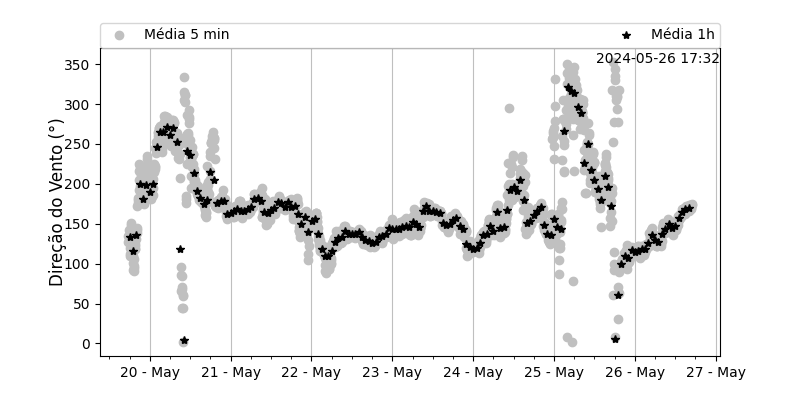 Média 5 min
Média 1h
2024-05-26 17:32
Direção do Vento (°)
350
300
250
200
150
100
50
0
20 - May
21 - May
22 - May
23 - May
24 - May
25 - May
26 - May
27 - May